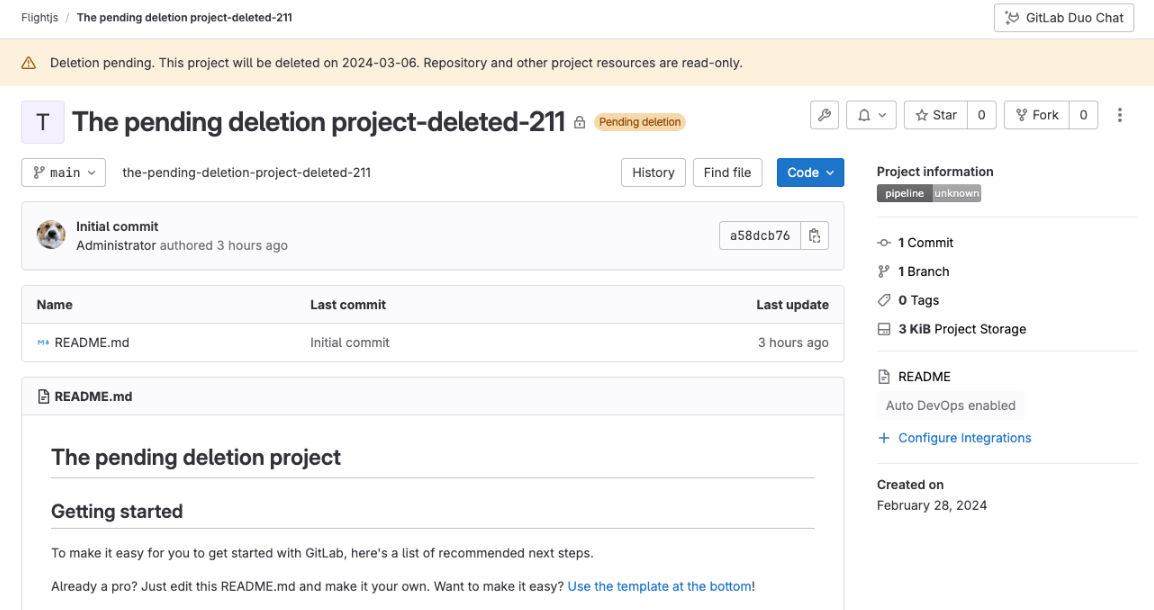 Flightjs / The pending deletion project-deleted-211
GitLab Duo Chat
Deletion pending. This project will be deleted on 2024-03-06. Repository and other project resources are read-only.
T The pending deletion project-deleted-211 Pending deletion
Star 0 Fork 0
main the-pending-deletion-project-deleted-211 History Find file Code
Initial commit
Administrator authored 3 hours ago
a58dcb76
Name Last commit Last update
README.md Initial commit 3 hours ago
README.md
The pending deletion project
Getting started
To make it easy for you to get started with GitLab, here's a list of recommended next steps.
Already a pro? Just edit this README.md and make it your own. Want to make it easy? Use the template at the bottom!
Project information
pipeline unknown
1 Commit
1 Branch
0 Tags
3 KiB Project Storage
README
Auto DevOps enabled
Configure Integrations
Created on
February 28, 2024